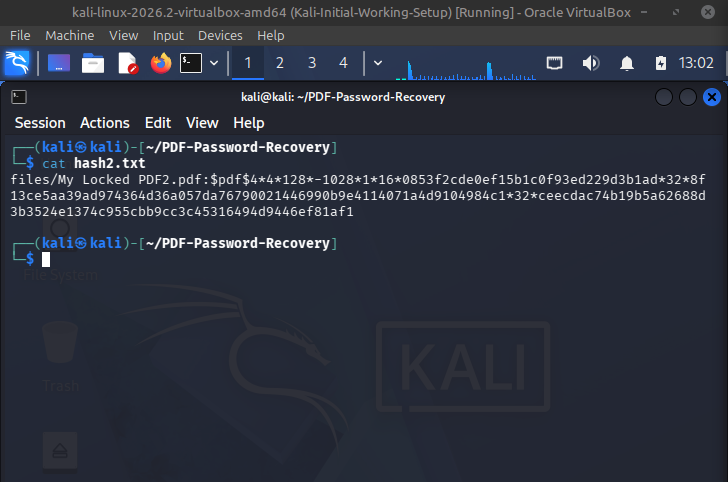 kali-linux-2026.2-virtualbox-amd64 (Kali-Initial-Working-Setup) [Running] - Oracle VirtualBox
File Machine View Input Devices Help
1 2 3 4 13:02
kali@kali: ~/PDF-Password-Recovery
Session Actions Edit View Help
┌──(kali㉿kali)-[~/PDF-Password-Recovery]
└─$ cat hash2.txt
files/My Locked PDF2.pdf:$pdf$4*4*128*-1028*1*16*0853f2cde0ef15b1c0f93ed229d3b1ad*32*8f
13ce5aa39ad974364d36a057da76790021446990b9e4114071a4d9104984c1*32*ceecdac74b19b5a62688d
3b3524e1374c955cbb9cc3c45316494d9446ef81af1
┌──(kali㉿kali)-[~/PDF-Password-Recovery]
└─$
File System
Trash
KALI